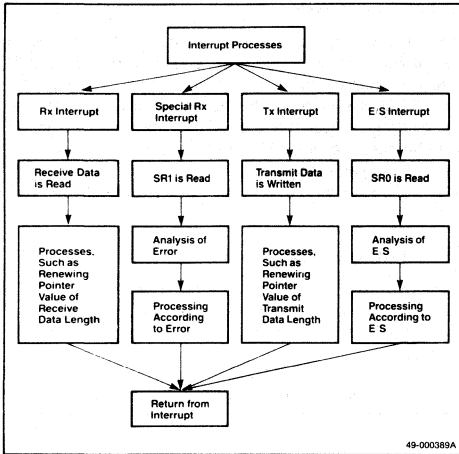 Interrupt Processes
Rx Interrupt
Special Rx
Interrupt
Tx Interrupt
E/S Interrupt
Receive Data
is Read
SR1 is Read
Transmit Data
is Written
SR0 is Read
Processes,
Such as
Renewing
Pointer
Value of
Receive
Data Length
Analysis of
Error
Processes,
Such as
Renewing
Pointer
Value of
Transmit
Data Length
Analysis of
E S
Processing
According
to Error
Processing
According to
E S
Return from
Interrupt
49-000389A